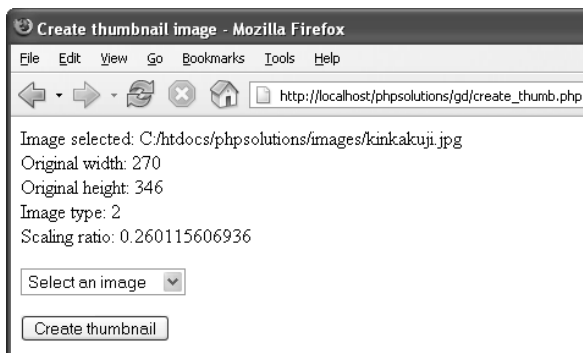 Create thumbnail image - Mozilla Firefox
File Edit View Go Bookmarks Tools Help
http://localhost/phpsolutions/gd/create_thumb.php
Image selected: C:/htdocs/phpsolutions/images/kinkakuji.jpg
Original width: 270
Original height: 346
Image type: 2
Scaling ratio: 0.260115606936
Select an image
Create thumbnail